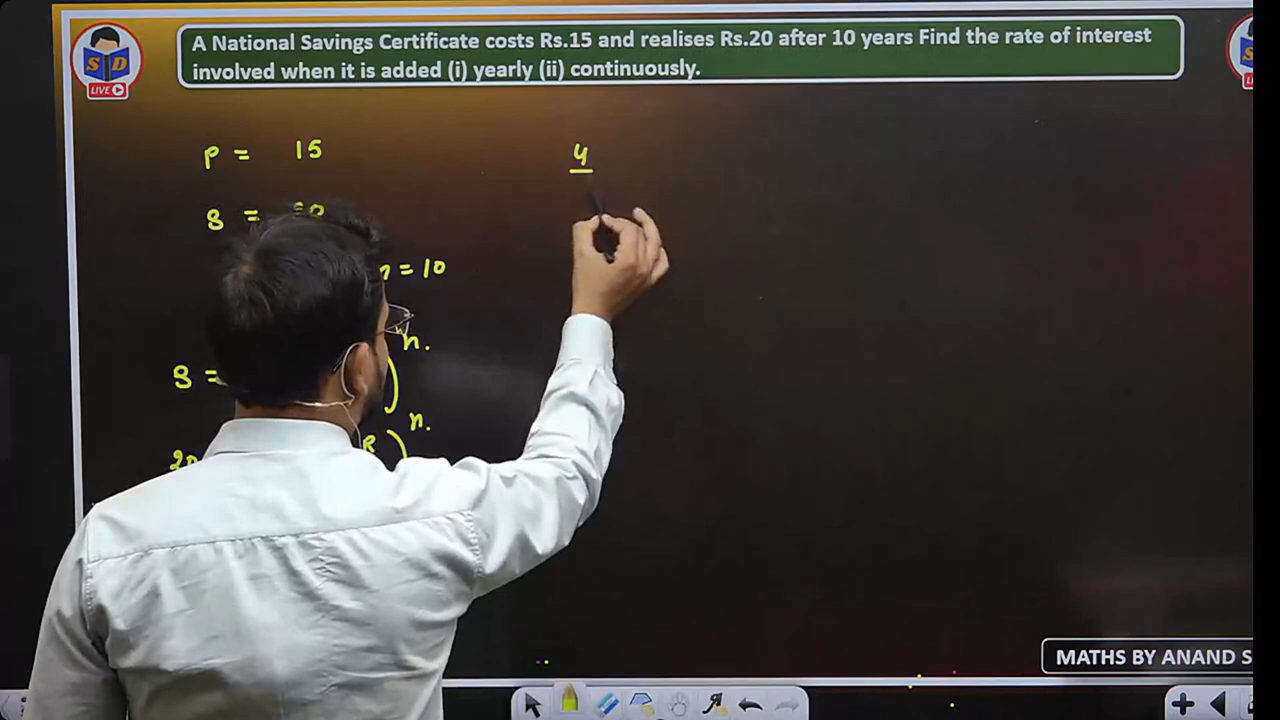 A National Savings Certificate costs Rs.15 and realises Rs.20 after 10 years Find the rate of interest
involved when it is added (i) yearly (ii) continuously.
S D
LIVE
P = 15
4
S =
= 10
n.
S =
n.
R
20
MATHS BY ANAND S